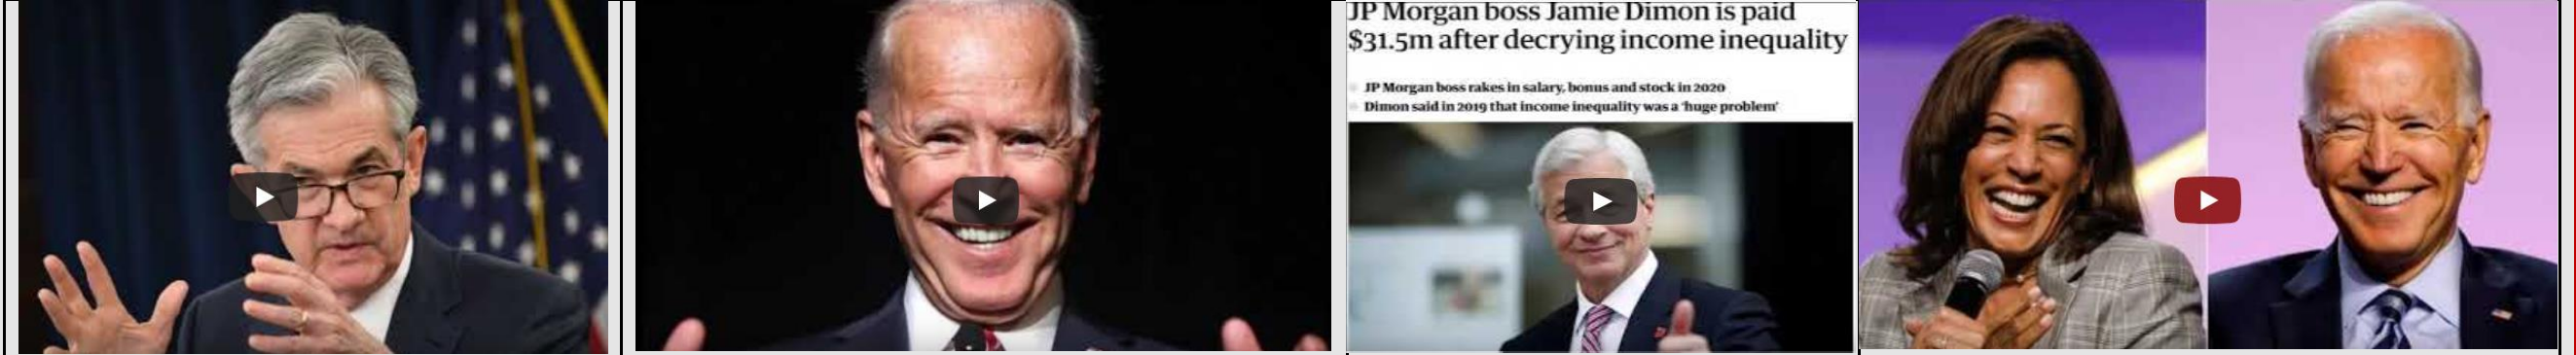 JP Morgan boss Jamie Dimon is paid
$31.5m after decrying income inequality
JP Morgan boss rakes in salary, bonus and stock in 2020
Dimon said in 2019 that income inequality was a 'huge problem'